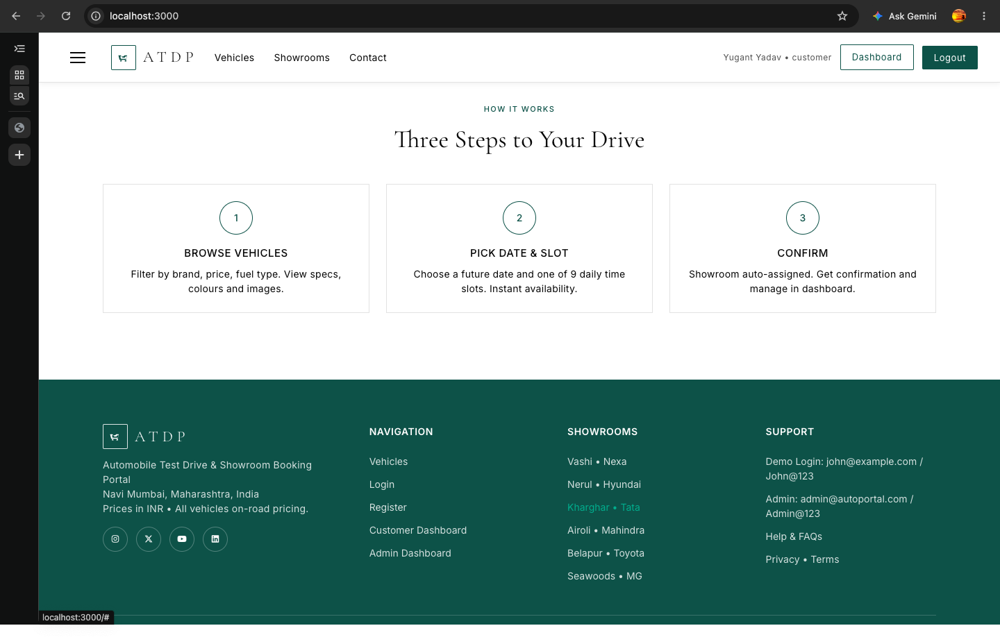 localhost:3000
Ask Gemini
ATDP
Vehicles
Showrooms
Contact
Yugant Yadav • customer
Dashboard
Logout
HOW IT WORKS
Three Steps to Your Drive
1
BROWSE VEHICLES
Filter by brand, price, fuel type. View specs,
colours and images.
2
PICK DATE & SLOT
Choose a future date and one of 9 daily time
slots. Instant availability.
3
CONFIRM
Showroom auto-assigned. Get confirmation and
manage in dashboard.
ATDP
Automobile Test Drive & Showroom Booking
Portal
Navi Mumbai, Maharashtra, India
Prices in INR • All vehicles on-road pricing.
NAVIGATION
Vehicles
Login
Register
Customer Dashboard
Admin Dashboard
SHOWROOMS
Vashi • Nexa
Nerul • Hyundai
Kharghar • Tata
Airoli • Mahindra
Belapur • Toyota
Seawoods • MG
SUPPORT
Demo Login: john@example.com /
John@123
Admin: admin@autoportal.com /
Admin@123
Help & FAQs
Privacy • Terms
localhost:3000/#